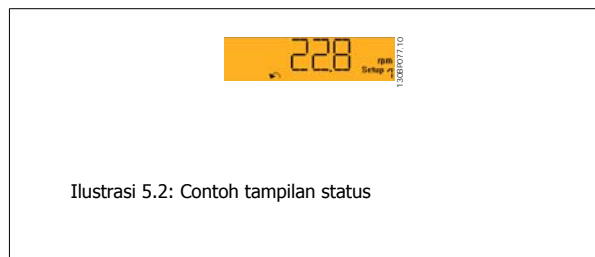 22.8
rpm
Setup 1
130BP077.10
Ilustrasi 5.2: Contoh tampilan status